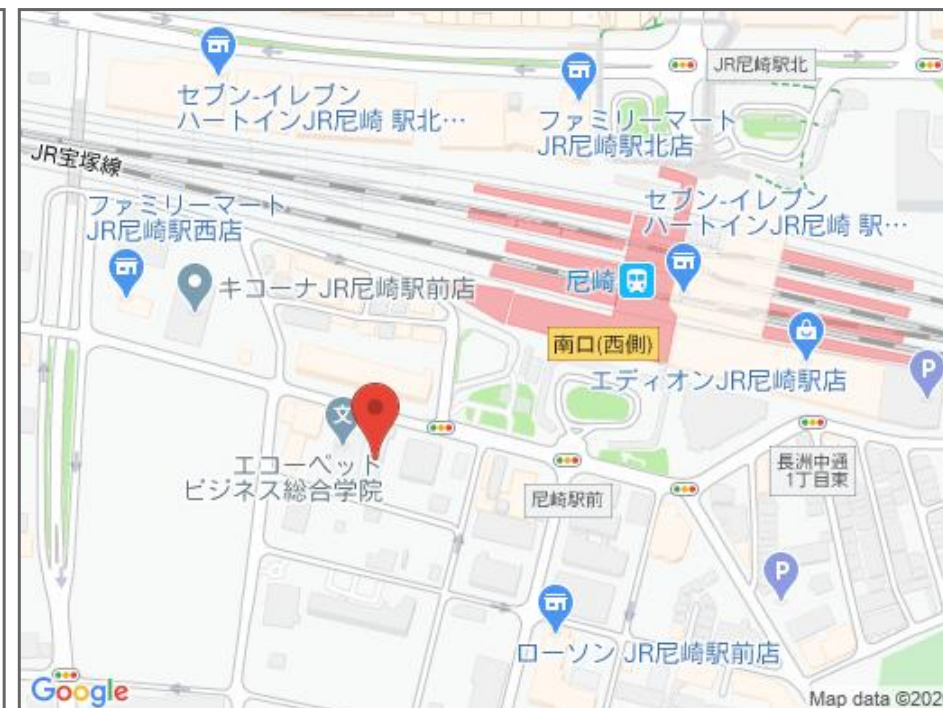 JR尼崎駅北
セブン-イレブン
ハートインJR尼崎 駅北…
ファミリーマート
JR尼崎駅北店
JR宝塚線
セブン-イレブン
ハートインJR尼崎 駅…
ファミリーマート
JR尼崎駅西店
尼崎
キコーナJR尼崎駅前店
南口(西側)
エディオンJR尼崎駅店
P
文
エコーペット
ビジネス総合学院
長洲中通
1丁目東
尼崎駅前
P
ローソン JR尼崎駅前店
Google
Map data ©202